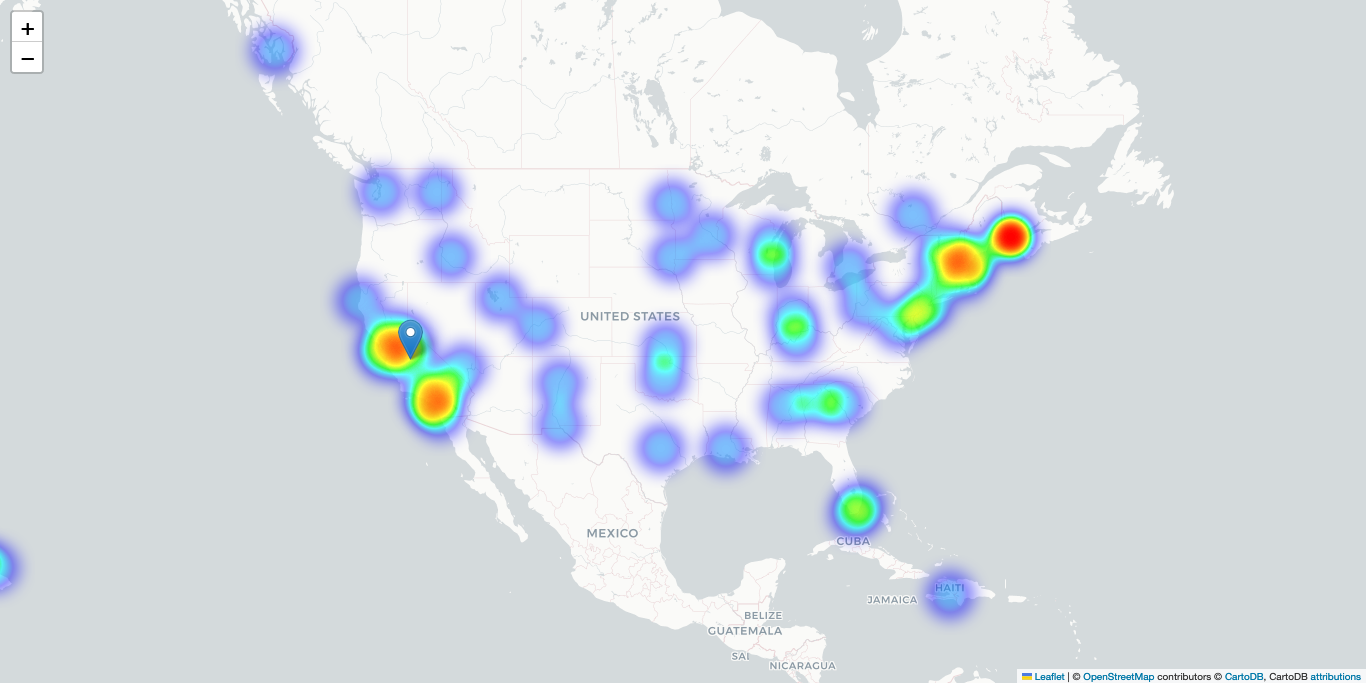 +
−
UNITED STATES
MEXICO
CUBA
HAITI
JAMAICA
BELIZE
GUATEMALA
SAL
NICARAGUA
Leaflet | © OpenStreetMap contributors © CartoDB, CartoDB attributions